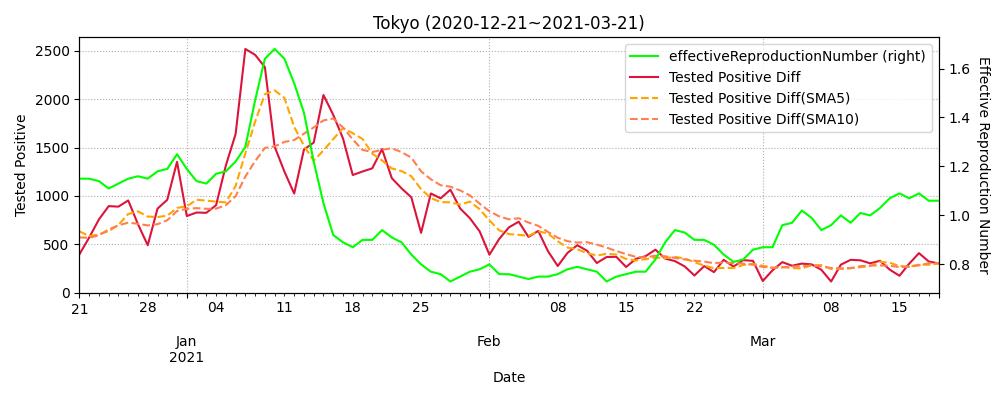 Tokyo (2020-12-21~2021-03-21)
effectiveReproductionNumber (right)
Tested Positive Diff
Tested Positive Diff(SMA5)
Tested Positive Diff(SMA10)
Tested Positive
2500
2000
1500
1000
500
0
1.6
1.4
1.2
1.0
0.8
Effective Reproduction Number
21 28 04 11 18 25 08 15 22 08 15
Jan Feb Mar
2021
Date